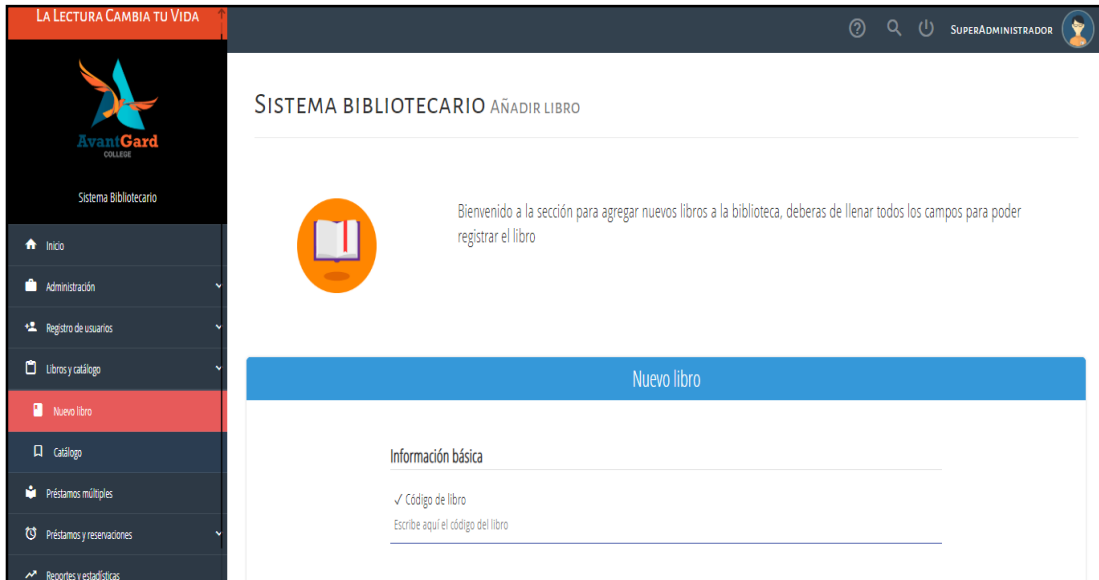 LA LECTURA CAMBIA TU VIDA
AvantGard
COLLEGE
Sistema Bibliotecario
Inicio
Administración
Registro de usuarios
Libros y catálogo
Nuevo libro
Catálogo
Préstamos múltiples
Préstamos y reservaciones
Reportes y estadísticas
SUPERADMINISTRADOR
SISTEMA BIBLIOTECARIO AÑADIR LIBRO
Bienvenido a la sección para agregar nuevos libros a la biblioteca, deberas de llenar todos los campos para poder
registrar el libro
Nuevo libro
Información básica
✓ Código de libro
Escribe aquí el código del libro